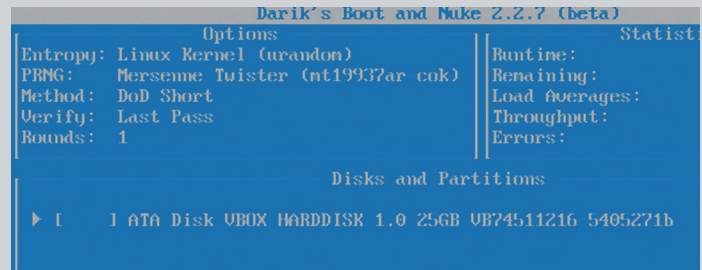 Darik's Boot and Nuke 2.2.7 (beta)
Options
Entropy: Linux Kernel (urandom)
PRNG: Mersenne Twister (mt19937ar-cok)
Method: DoD Short
Verify: Last Pass
Rounds: 1
Statisti
Runtime:
Remaining:
Load Averages:
Throughput:
Errors:
Disks and Partitions
▶ [    ] ATA Disk VBOX HARDDISK 1.0 25GB VB74511216-5405271b